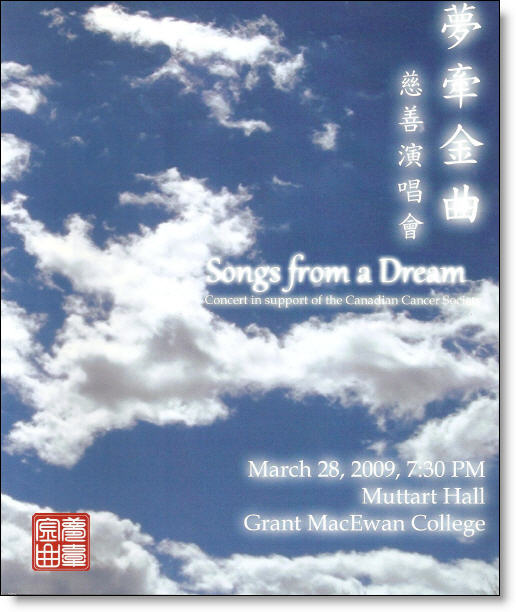 夢牽金曲
慈善演唱會
Songs from a Dream
Concert in support of the Canadian Cancer Society
March 28, 2009, 7:30 PM
Muttart Hall
Grant MacEwan College